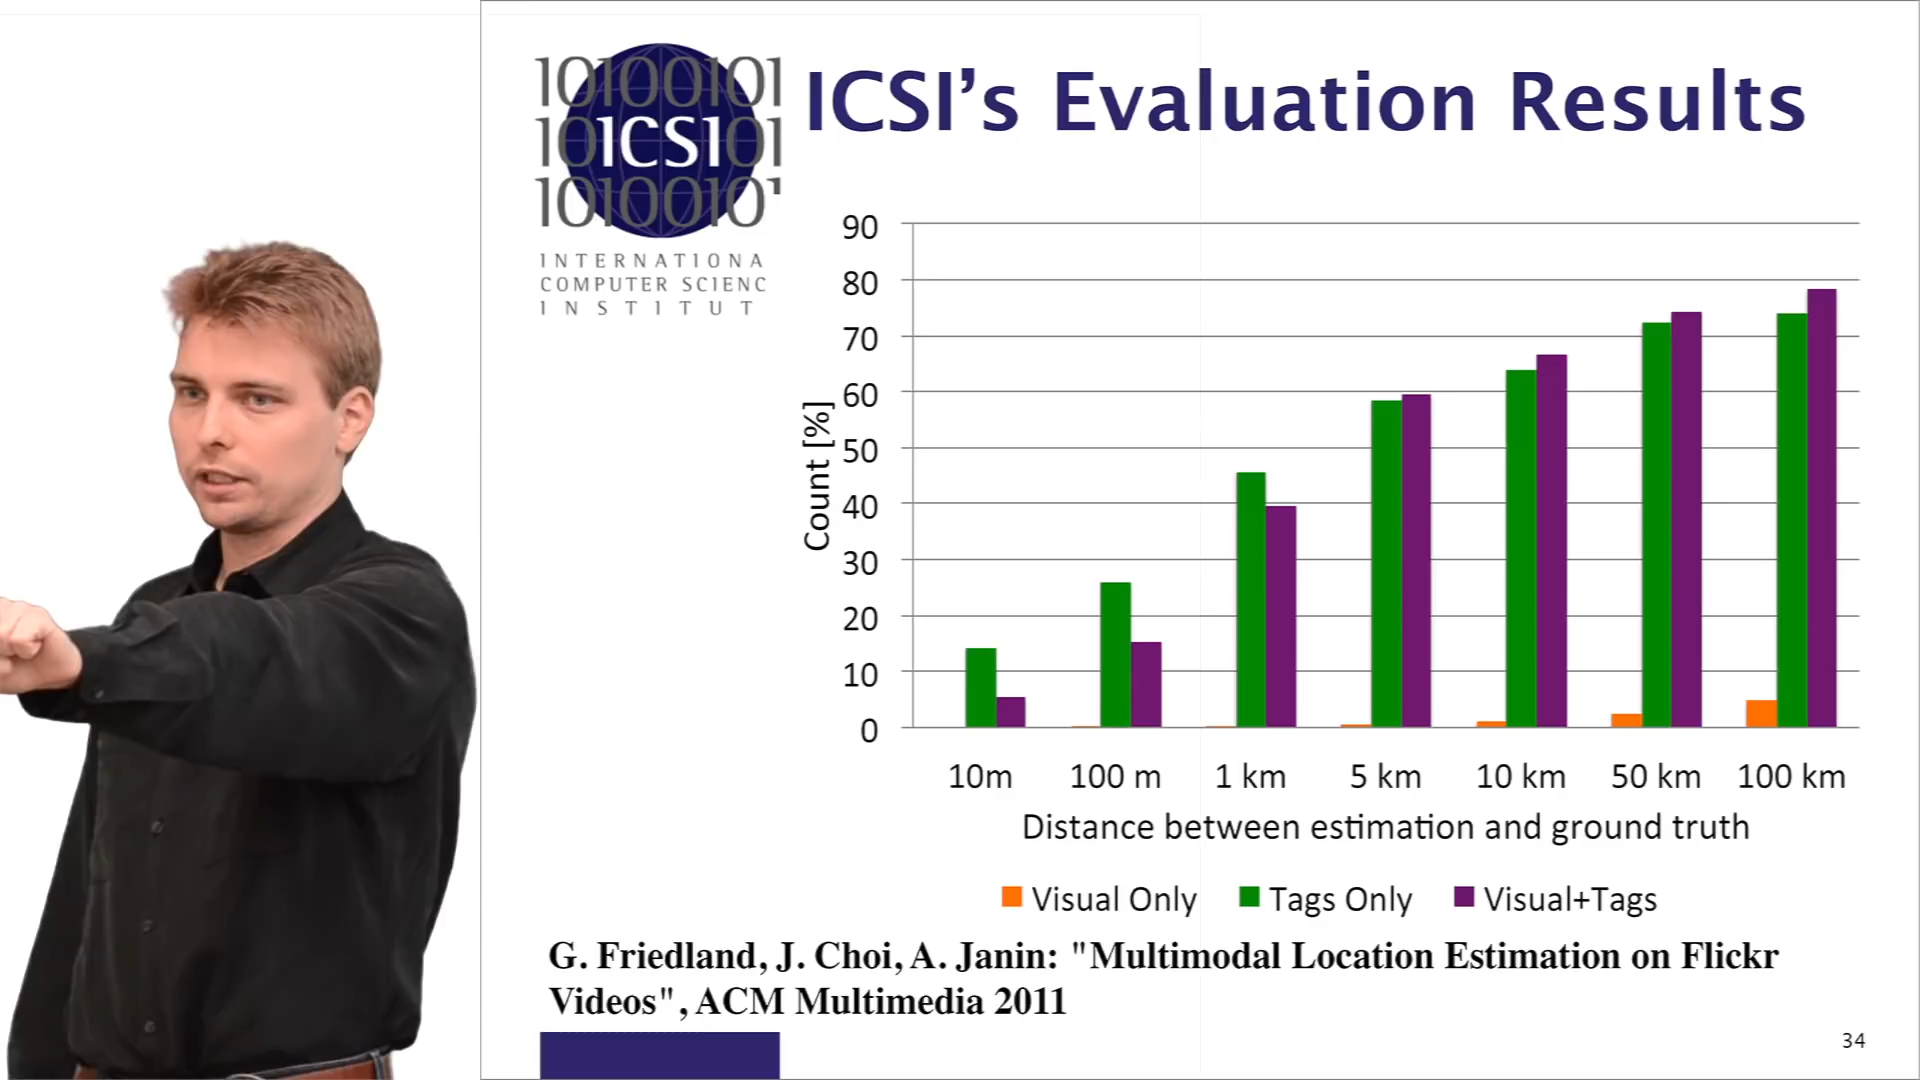 1010010101
10 ICSI 01
101001010'
INTERNATIONA
COMPUTER SCIENC
INSTITUT
ICSI's Evaluation Results
90
80
70
60
50
40
30
20
10
0
Count [%]
10m 100 m 1 km 5 km 10 km 50 km 100 km
Distance between estimation and ground truth
Visual Only Tags Only Visual+Tags
G. Friedland, J. Choi, A. Janin: "Multimodal Location Estimation on Flickr
Videos", ACM Multimedia 2011
34